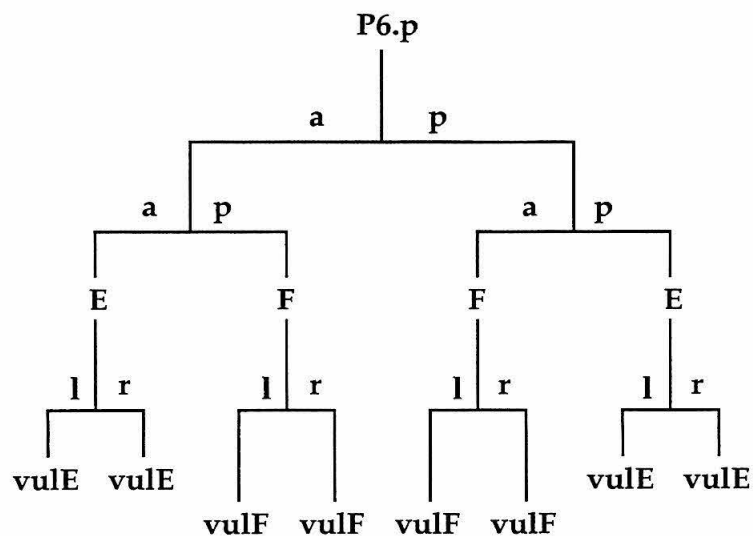 P6.p
a p
a p a p
E F F E
l r l r l r l r
vulE vulE vulE vulE
vulF vulF vulF vulF